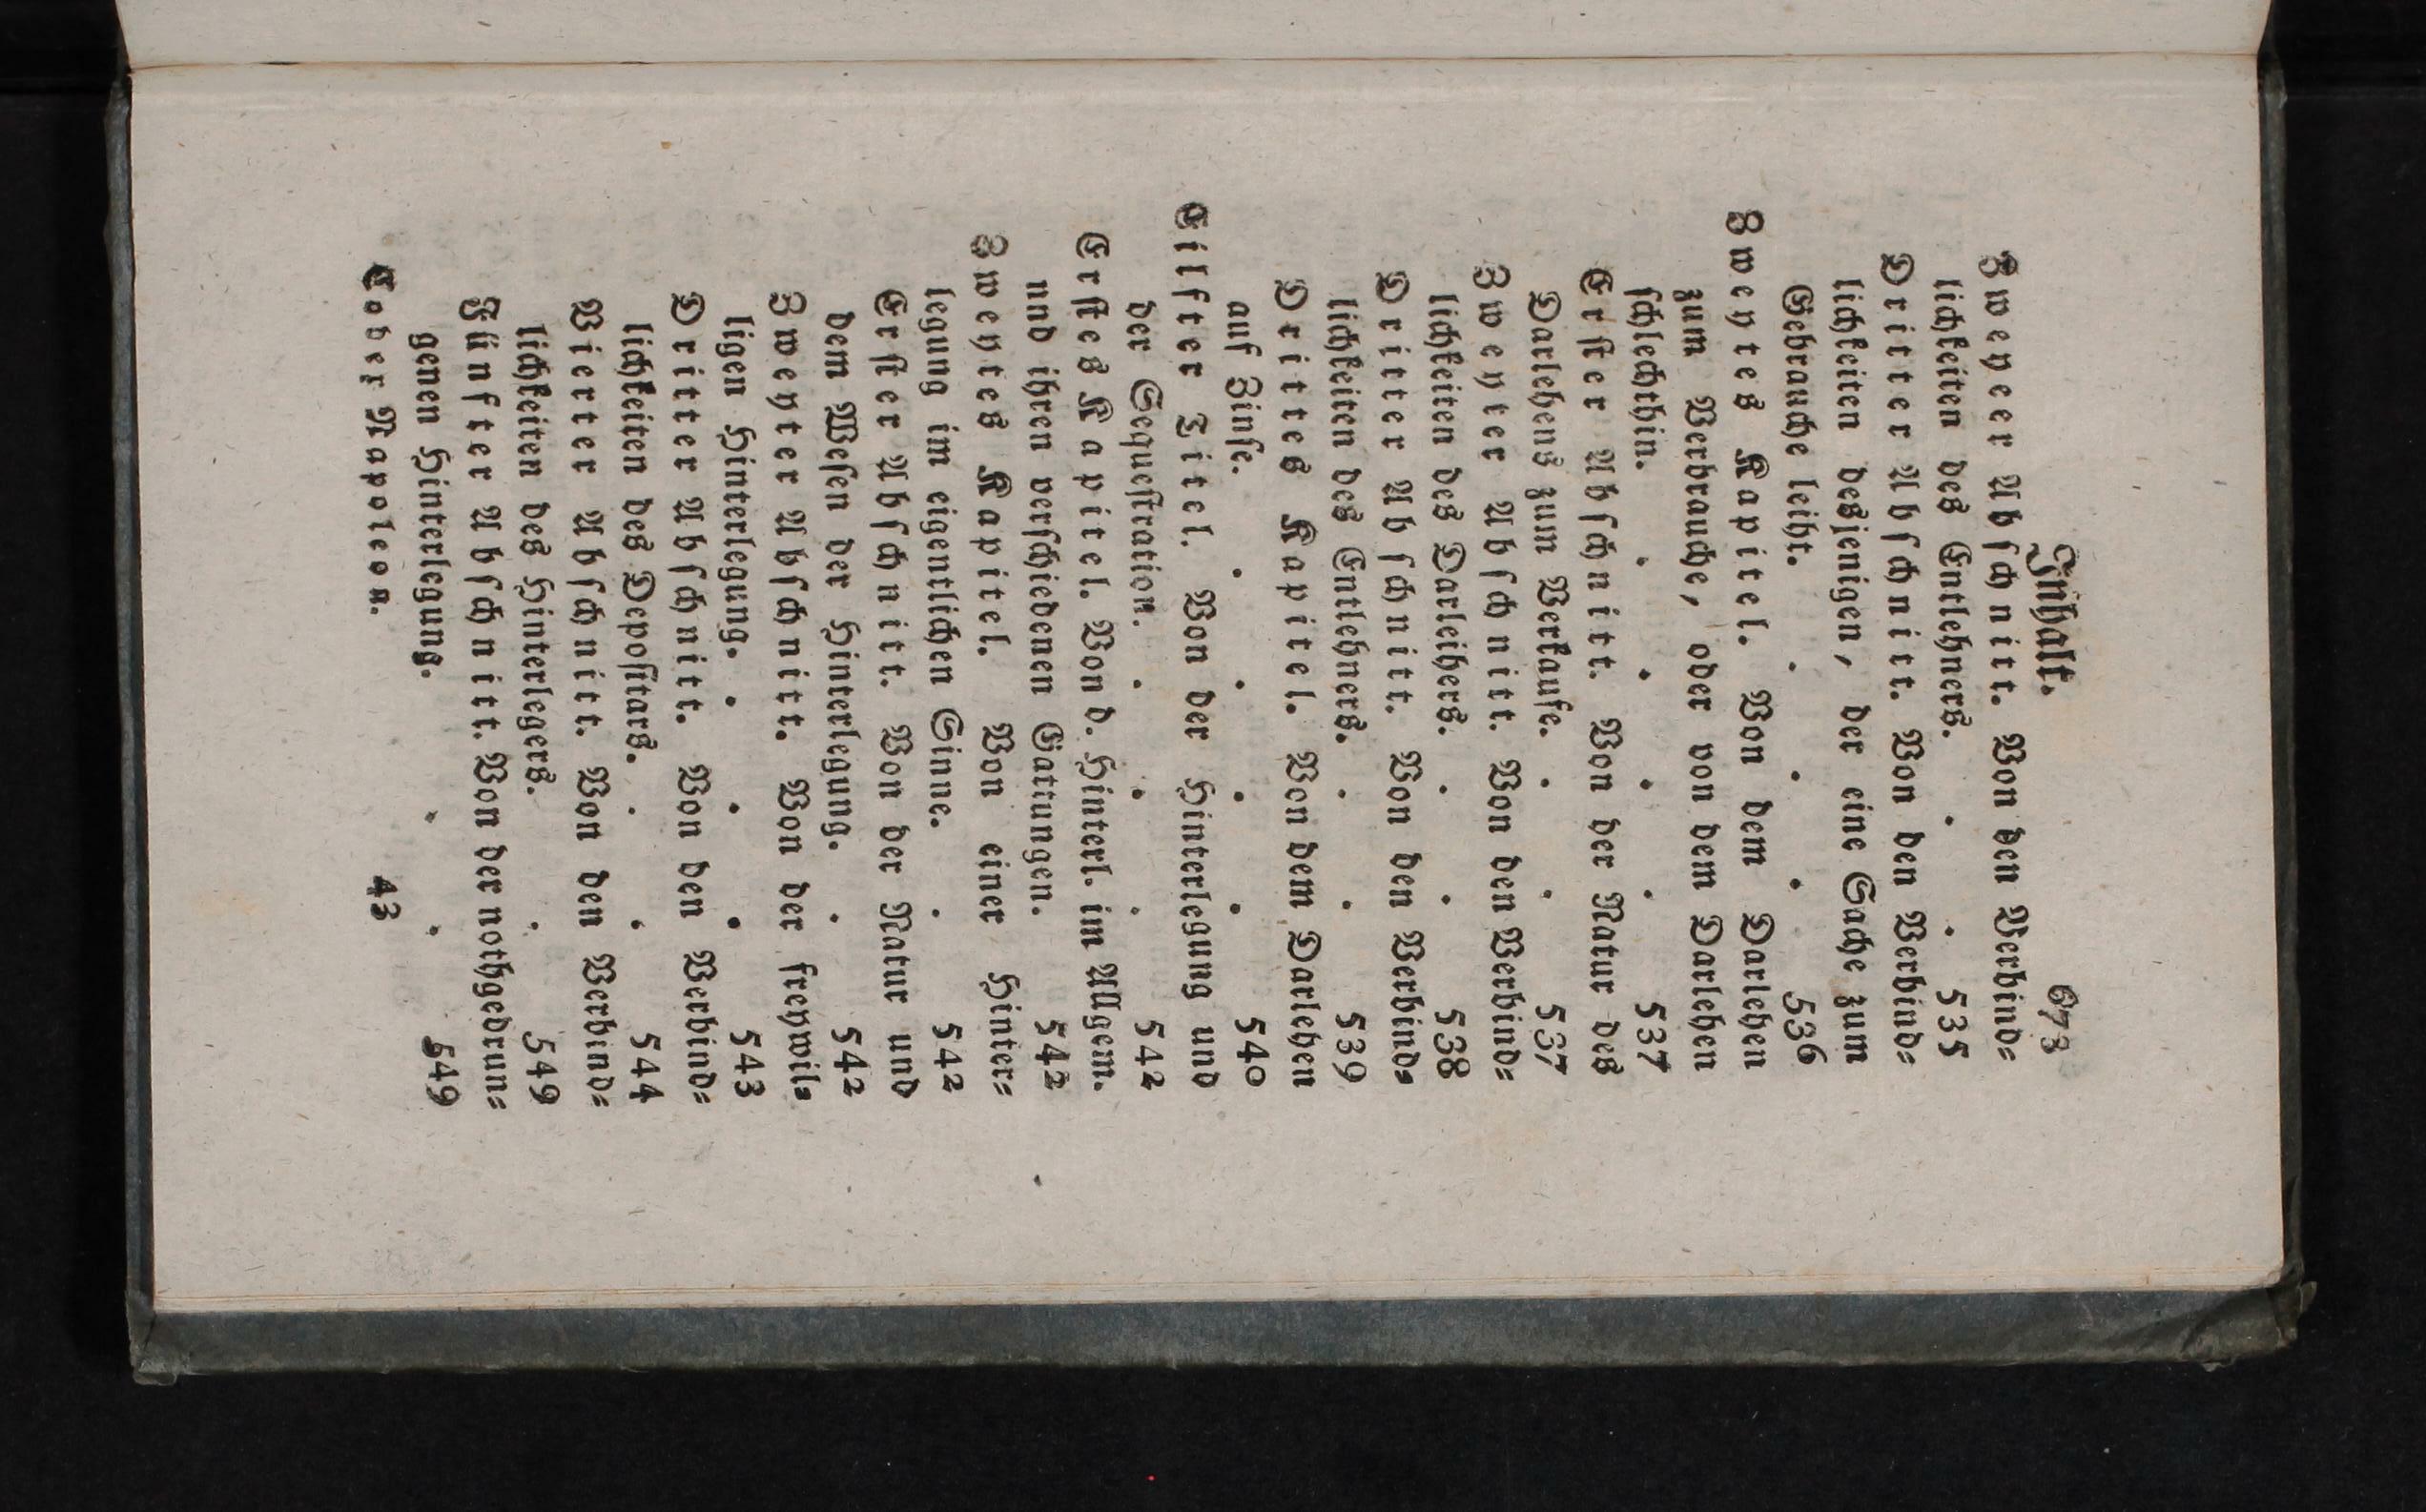 Inhalt. 673
Zweyer Abschnitt. Von den Verbind=
lichkeiten des Entlehners. . . 535
Dritter Abschnitt. Von den Verbind=
lichkeiten desjenigen, der eine Sache zum
Gebrauche leiht. . . . 536
Zweytes Kapitel. Von dem Darlehen
zum Verbrauche, oder von dem Darlehen
schlechthin. . . . . 537
Erster Abschnitt. Von der Natur des
Darlehens zum Verkaufe. . . 537
Zweyter Abschnitt. Von den Verbind=
lichkeiten des Darleihers. . . 538
Dritter Abschnitt. Von den Verbind=
lichkeiten des Entlehners. . . 539
Drittes Kapitel. Von dem Darlehen
auf Zinse. . . . . 540
Eilfter Titel. Von der Hinterlegung und
der Sequestration. . . . 542
Erstes Kapitel. Von d. Hinterl. im Allgem.
und ihren verschiedenen Gattungen. 542
Zweytes Kapitel. Von einer Hinter=
legung im eigentlichen Sinne. . 542
Erster Abschnitt. Von der Natur und
dem Wesen der Hinterlegung. . 542
Zweyter Abschnitt. Von der freywil=
ligen Hinterlegung. . . . 543
Dritter Abschnitt. Von den Verbind=
lichkeiten des Depositars. . . 544
Vierter Abschnitt. Von den Verbind=
lichkeiten des Hinterlegers. . 549
Fünfter Abschnitt. Von der nothgedrun=
genen Hinterlegung. . . 549
Coder Napoleon. 43